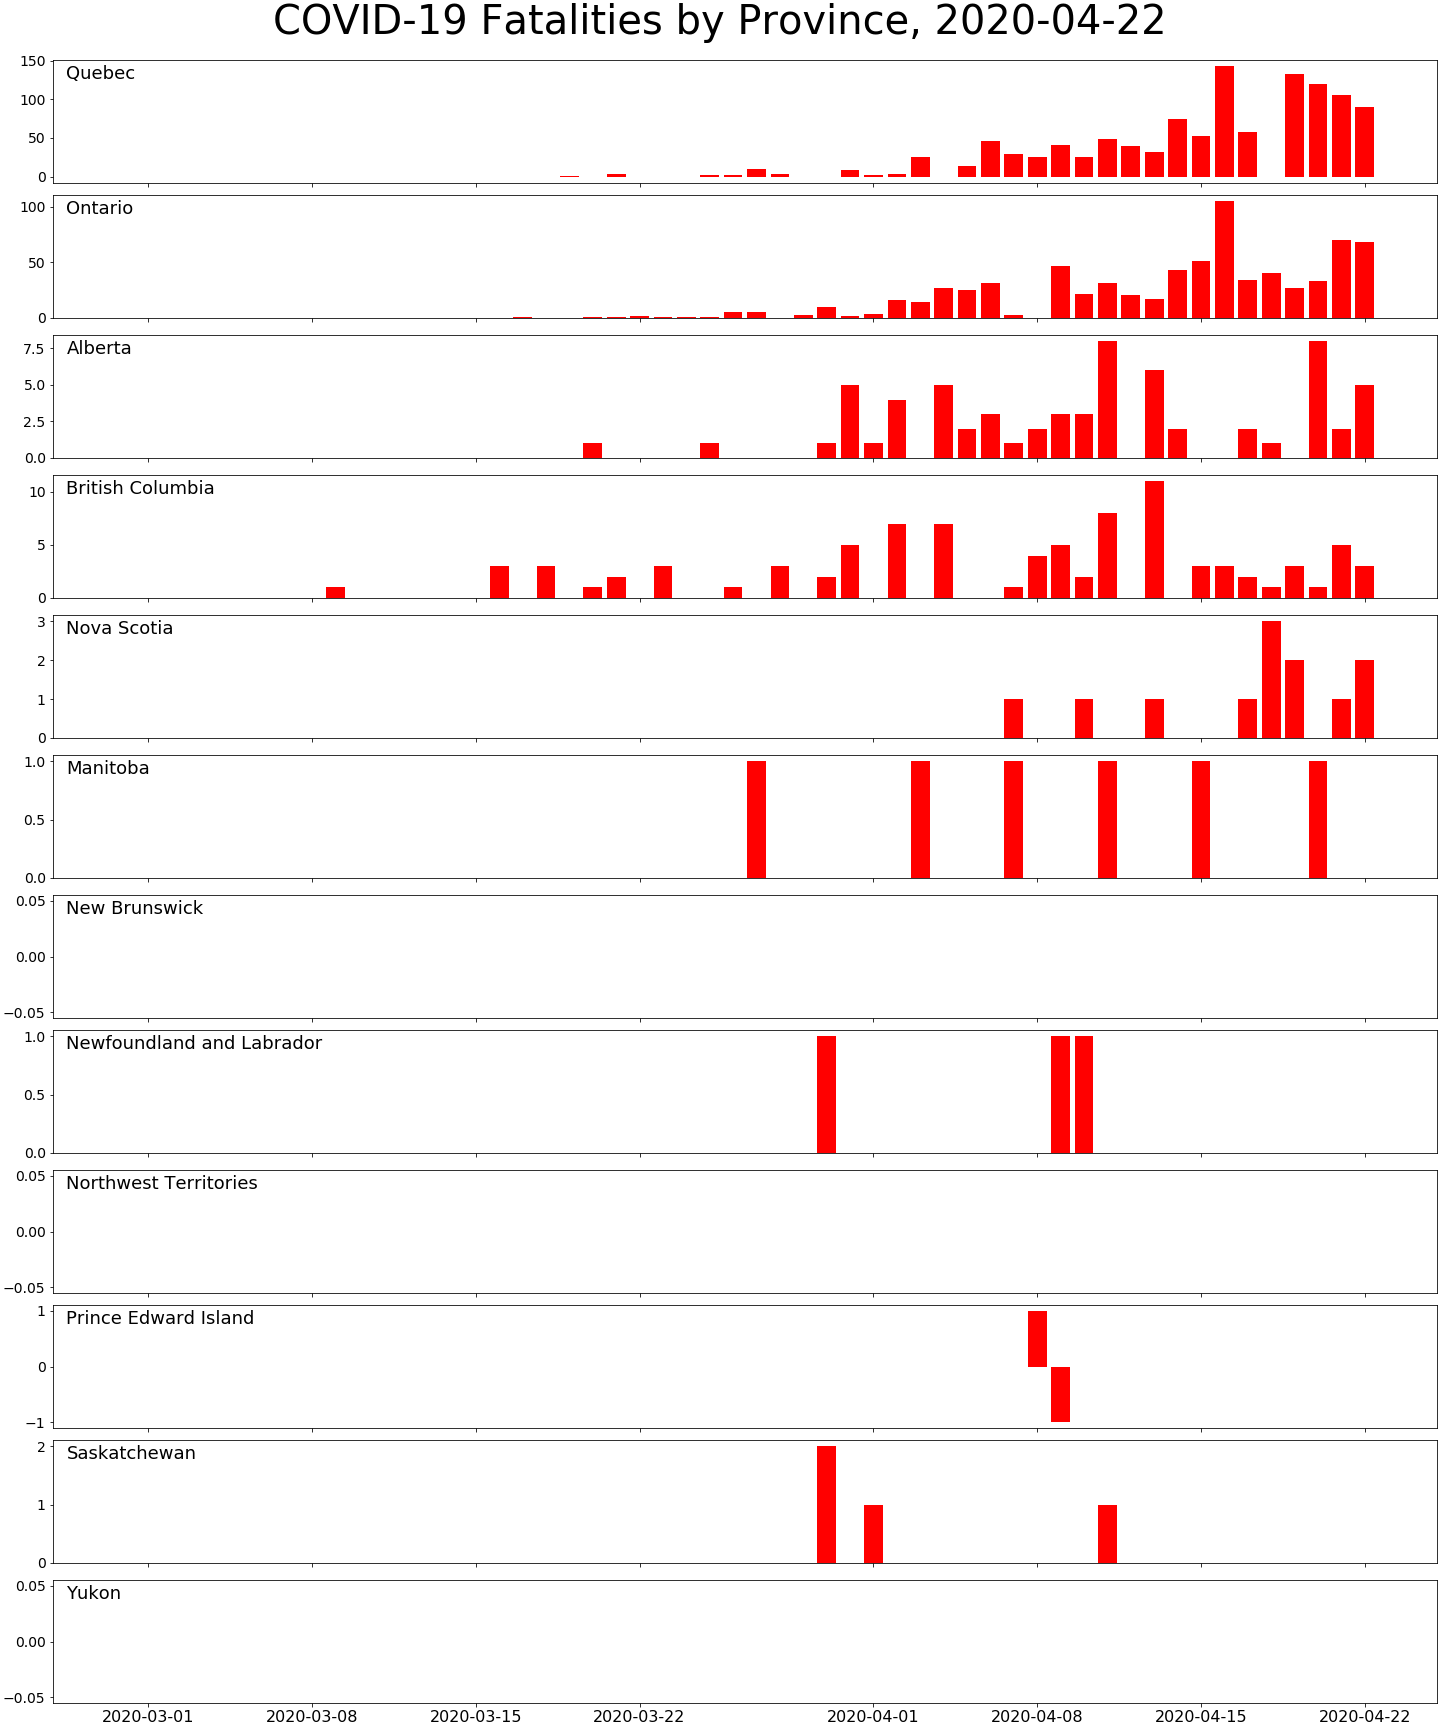 COVID-19 Fatalities by Province, 2020-04-22
Quebec
150
100
50
0
Ontario
100
50
0
Alberta
7.5
5.0
2.5
0.0
British Columbia
10
5
0
Nova Scotia
3
2
1
0
Manitoba
1.0
0.5
0.0
New Brunswick
0.05
0.00
−0.05
Newfoundland and Labrador
1.0
0.5
0.0
Northwest Territories
0.05
0.00
−0.05
Prince Edward Island
1
0
−1
Saskatchewan
2
1
0
Yukon
0.05
0.00
−0.05
2020-03-01 2020-03-08 2020-03-15 2020-03-22 2020-04-01 2020-04-08 2020-04-15 2020-04-22